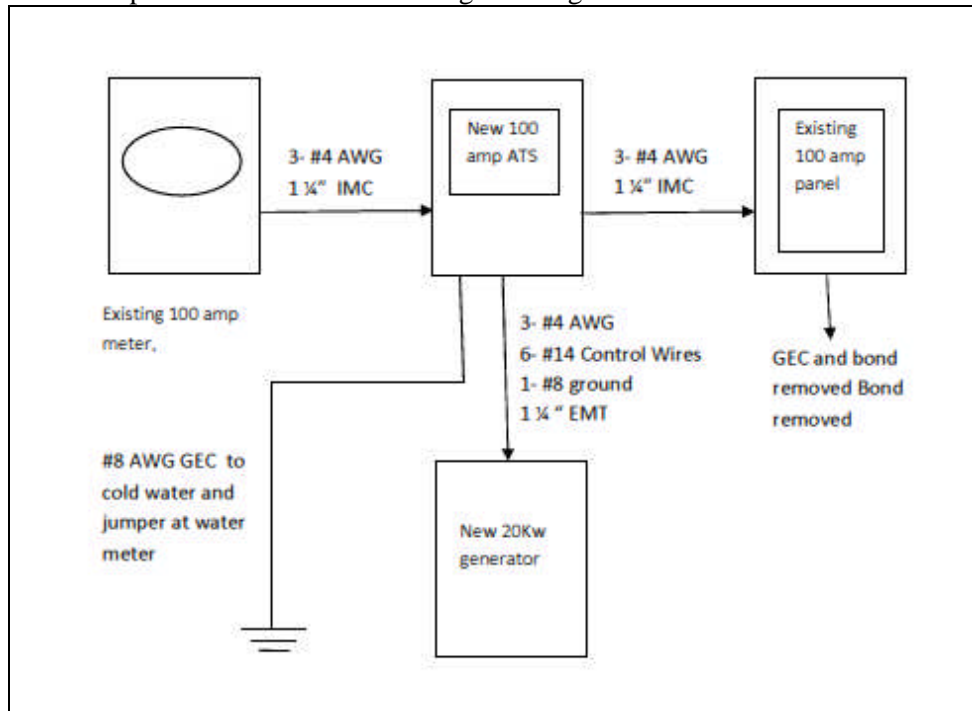 3- #4 AWG
1 ¼" IMC
New 100
amp ATS
3- #4 AWG
1 ¼" IMC
Existing
100 amp
panel
Existing 100 amp
meter,
3- #4 AWG
6- #14 Control Wires
1- #8 ground
1 ¼ " EMT
GEC and bond
removed Bond
removed
#8 AWG GEC to
cold water and
jumper at water
meter
New 20Kw
generator